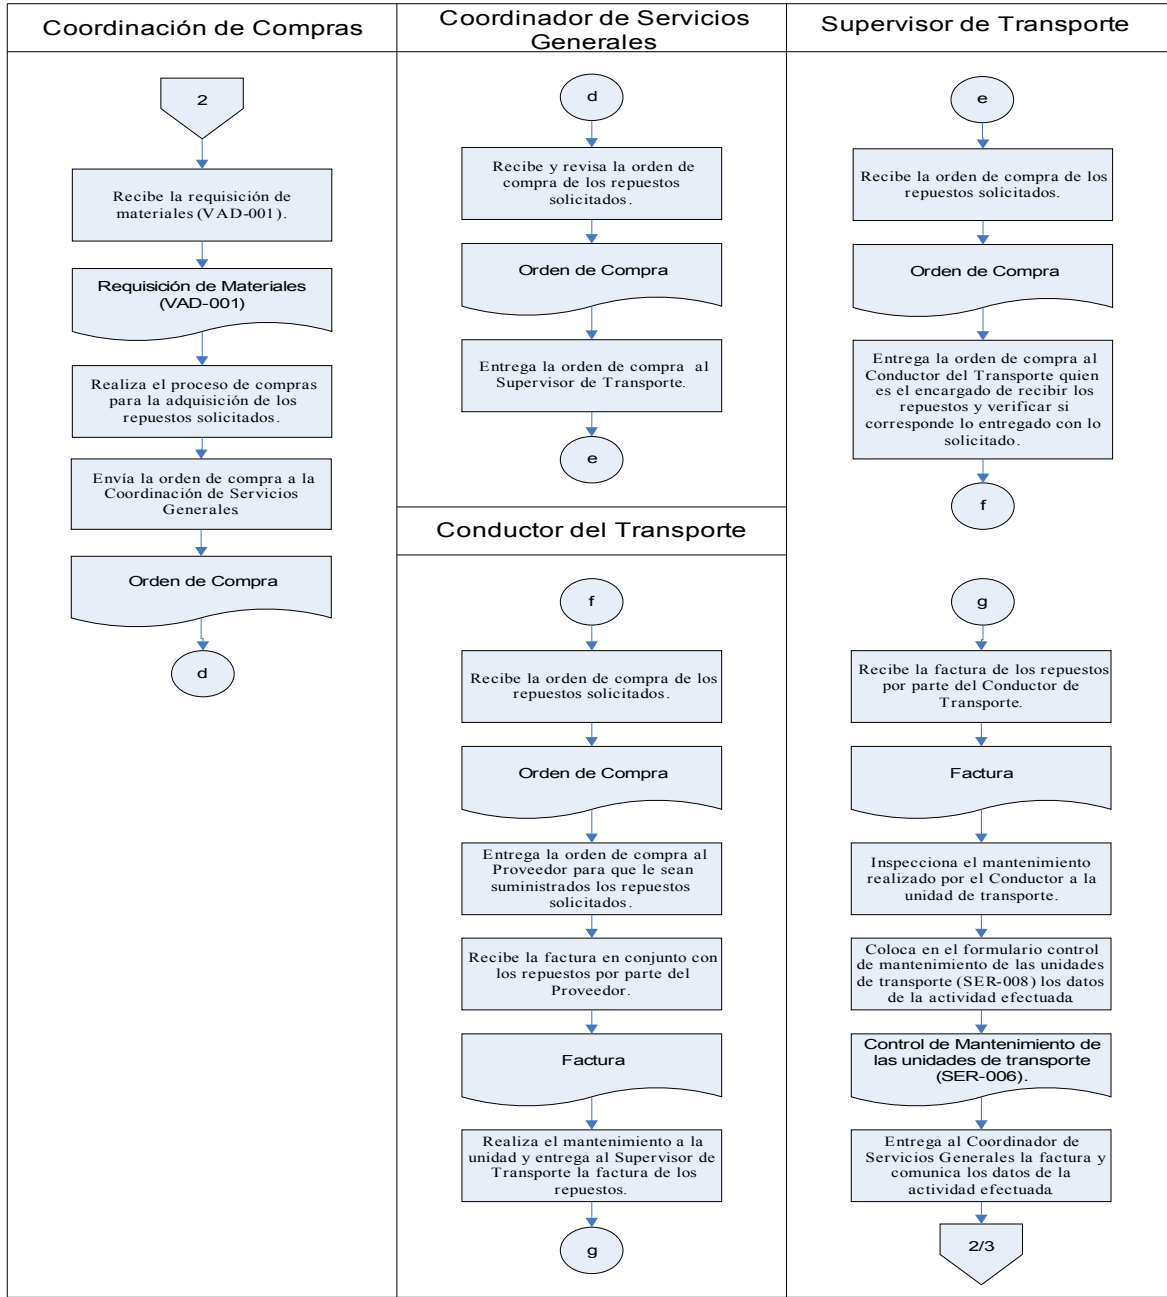 Coordinación de Compras
2
Recibe la requisición de
materiales (VAD-001).
Requisición de Materiales
(VAD-001)
Realiza el proceso de compras
para la adquisición de los
repuestos solicitados.
Envía la orden de compra a la
Coordinación de Servicios
Generales
Orden de Compra
d
Coordinador de Servicios
Generales
d
Recibe y revisa la orden de
compra de los repuestos
solicitados.
Orden de Compra
Entrega la orden de compra al
Supervisor de Transporte.
e
Conductor del Transporte
f
Recibe la orden de compra de los
repuestos solicitados.
Orden de Compra
Entrega la orden de compra al
Proveedor para que le sean
suministrados los repuestos
solicitados.
Recibe la factura en conjunto con
los repuestos por parte del
Proveedor.
Factura
Realiza el mantenimiento a la
unidad y entrega al Supervisor de
Transporte la factura de los
repuestos.
g
Supervisor de Transporte
e
Recibe la orden de compra de los
repuestos solicitados.
Orden de Compra
Entrega la orden de compra al
Conductor del Transporte quien
es el encargado de recibir los
repuestos y verificar si
corresponde lo entregado con lo
solicitado.
f
g
Recibe la factura de los repuestos
por parte del Conductor de
Transporte.
Factura
Inspecciona el mantenimiento
realizado por el Conductor a la
unidad de transporte.
Coloca en el formulario control
de mantenimiento de las unidades
de transporte (SER-008) los datos
de la actividad efectuada
Control de Mantenimiento de
las unidades de transporte
(SER-006).
Entrega al Coordinador de
Servicios Generales la factura y
comunica los datos de la
actividad efectuada
2/3